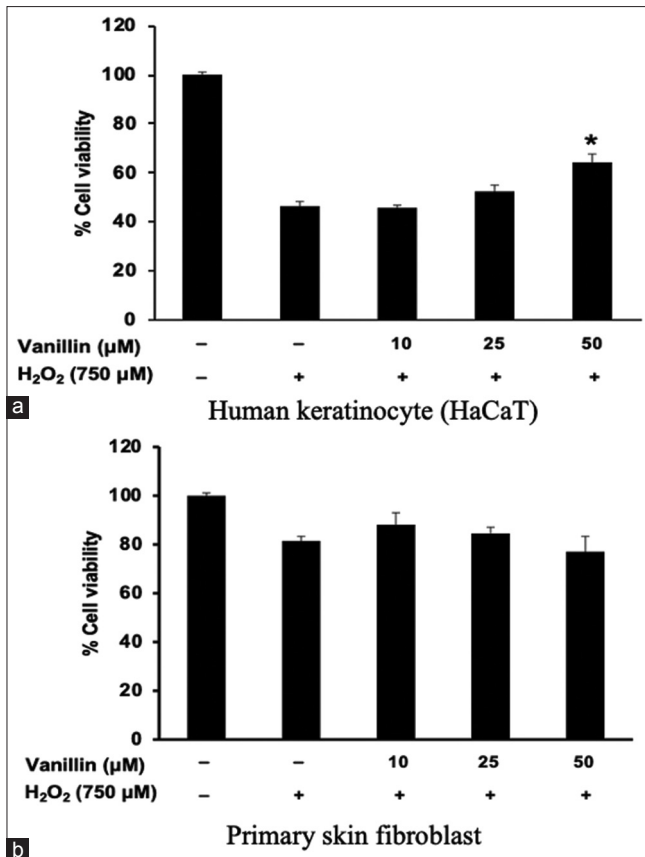 120
100
80
60
40
20
0
% Cell viability
*
Vanillin (µM) – – 10 25 50
H₂O₂ (750 µM) – + + + +
a
Human keratinocyte (HaCaT)
120
100
80
60
40
20
0
% Cell viability
Vanillin (µM) – – 10 25 50
H₂O₂ (750 µM) – + + + +
b
Primary skin fibroblast